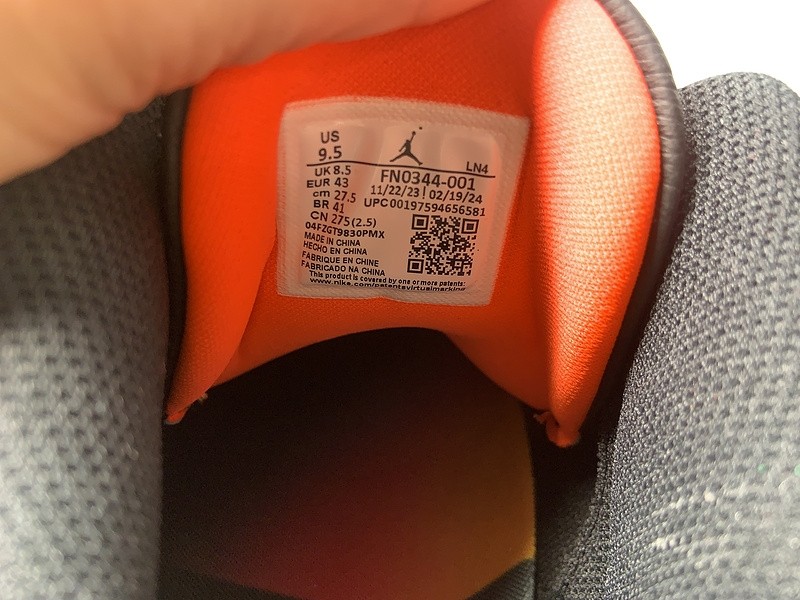 US
9.5
LN4
UK 8.5
FN0344-001
EUR 43
11/22/23 | 02/19/24
cm 27.5
UPC00197594656581
BR 41
CN 275(2.5)
04FZGT9830PMX
MADE IN CHINA
HECHO EN CHINA
FABRIQUE EN CHINE
FABRICADO NA CHINA
This product is covered by one or more patents:
www.nike.com/patentsvirtualmarking